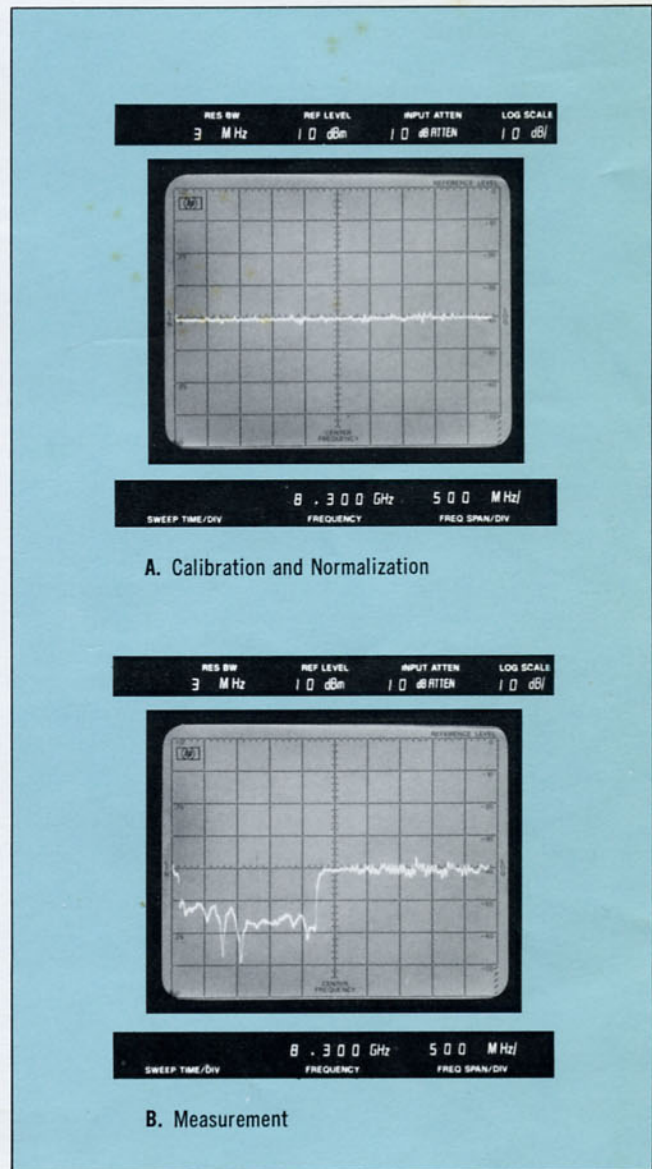 RES BW REF LEVEL INPUT ATTEN LOG SCALE
3 MHz 10 dBm 10 dB ATTEN 10 dB/
REFERENCE LEVEL
hp
CENTER
FREQUENCY
8.300 GHz 500 MHz/
SWEEP TIME/DIV FREQUENCY FREQ SPAN/DIV
A. Calibration and Normalization
RES BW REF LEVEL INPUT ATTEN LOG SCALE
3 MHz 10 dBm 10 dB ATTEN 10 dB/
REFERENCE LEVEL
hp
CENTER
FREQUENCY
8.300 GHz 500 MHz/
SWEEP TIME/DIV FREQUENCY FREQ SPAN/DIV
B. Measurement